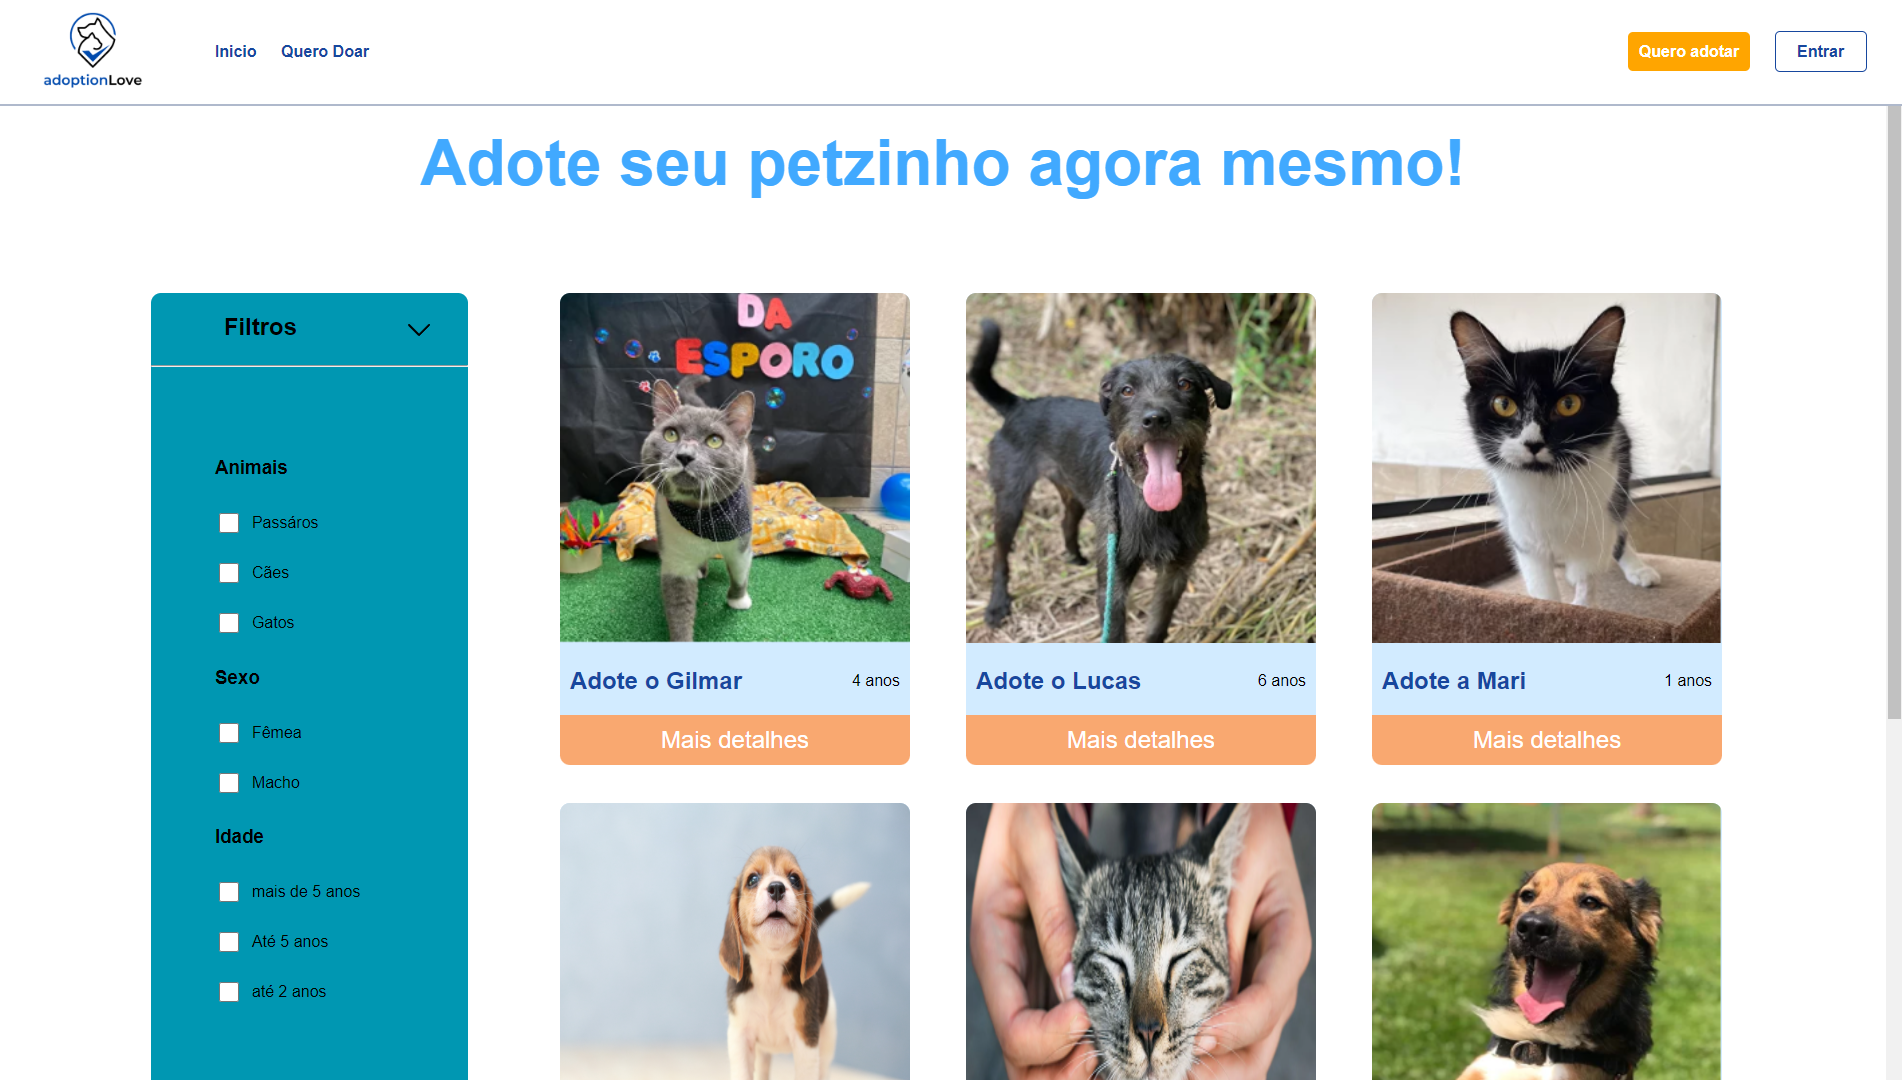 adoptionLove
Inicio
Quero Doar
Quero adotar
Entrar
Adote seu petzinho agora mesmo!
Filtros
Animais
Passáros
Cães
Gatos
Sexo
Fêmea
Macho
Idade
mais de 5 anos
Até 5 anos
até 2 anos
DA
ESPORO
Adote o Gilmar
4 anos
Mais detalhes
Adote o Lucas
6 anos
Mais detalhes
Adote a Mari
1 anos
Mais detalhes